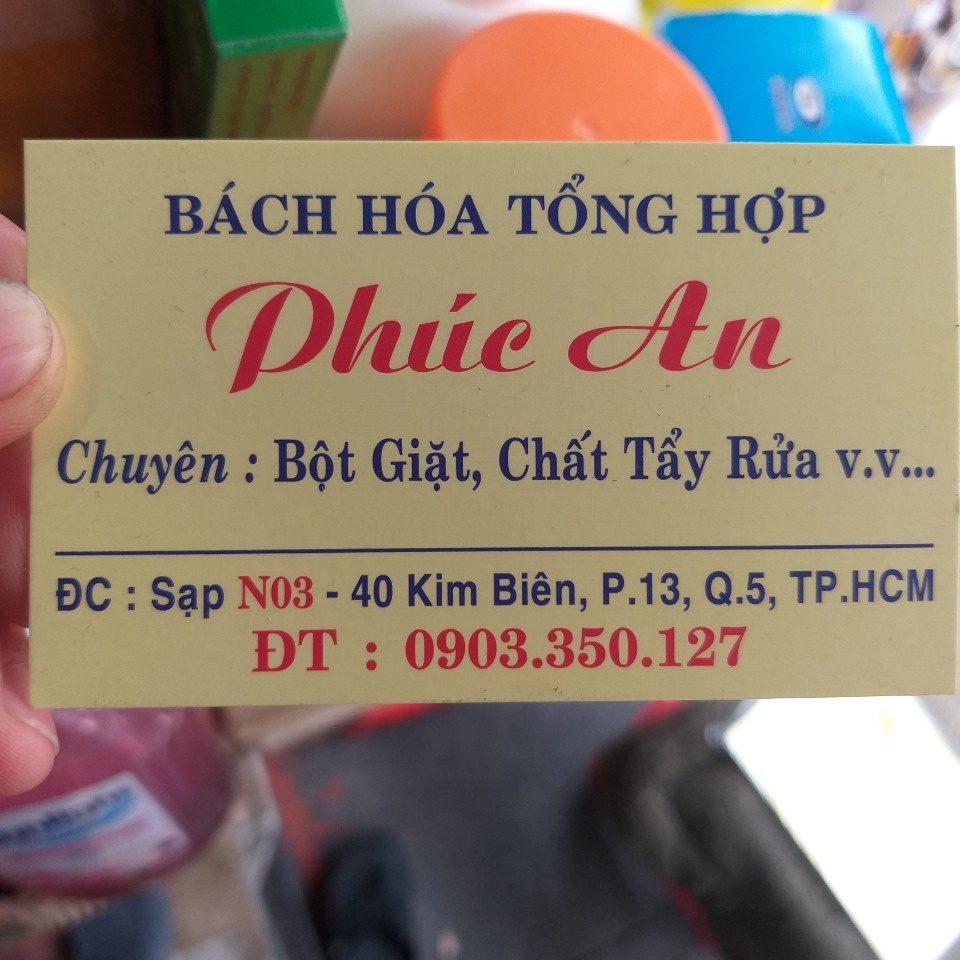 BÁCH HÓA TỔNG HỢP
Phúc An
Chuyên : Bột Giặt, Chất Tẩy Rửa v.v...
ĐC : Sạp N03 - 40 Kim Biên, P.13, Q.5, TP.HCM
ĐT : 0903.350.127